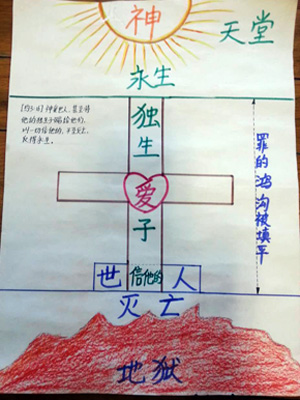 神
天堂
永生
[约3:16]神爱世人,甚至将
他的独生子赐给他们,
叫一切信他的,不至灭亡,
反得永生。
独生爱子
罪的鸿沟被填平
世信他的人
灭亡
地狱